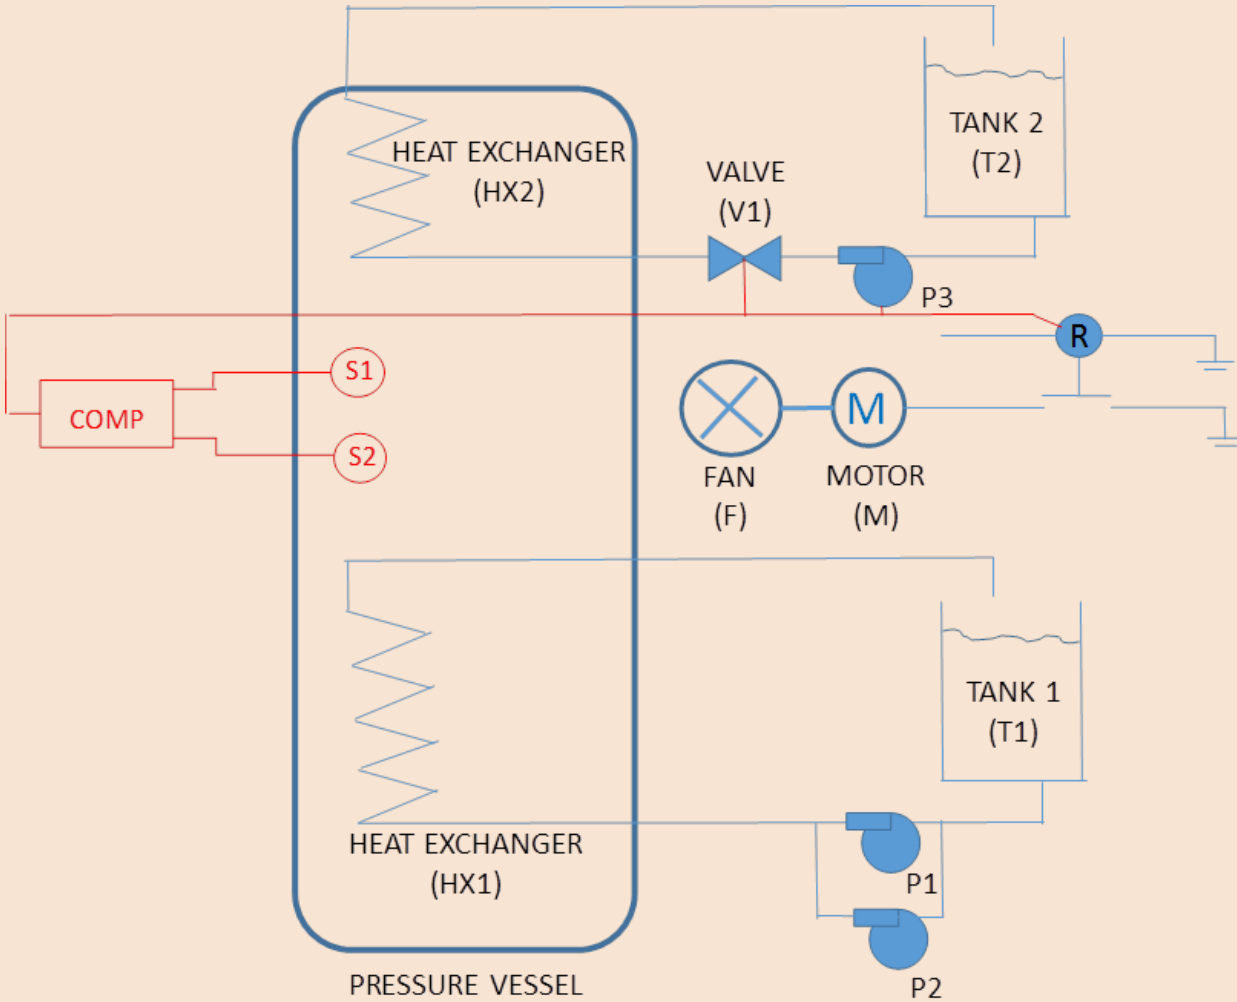 TANK 2
(T2)
HEAT EXCHANGER
(HX2)
VALVE
(V1)
P3
R
S1
COMP
S2
M
FAN
(F)
MOTOR
(M)
TANK 1
(T1)
HEAT EXCHANGER
(HX1)
P1
P2
PRESSURE VESSEL